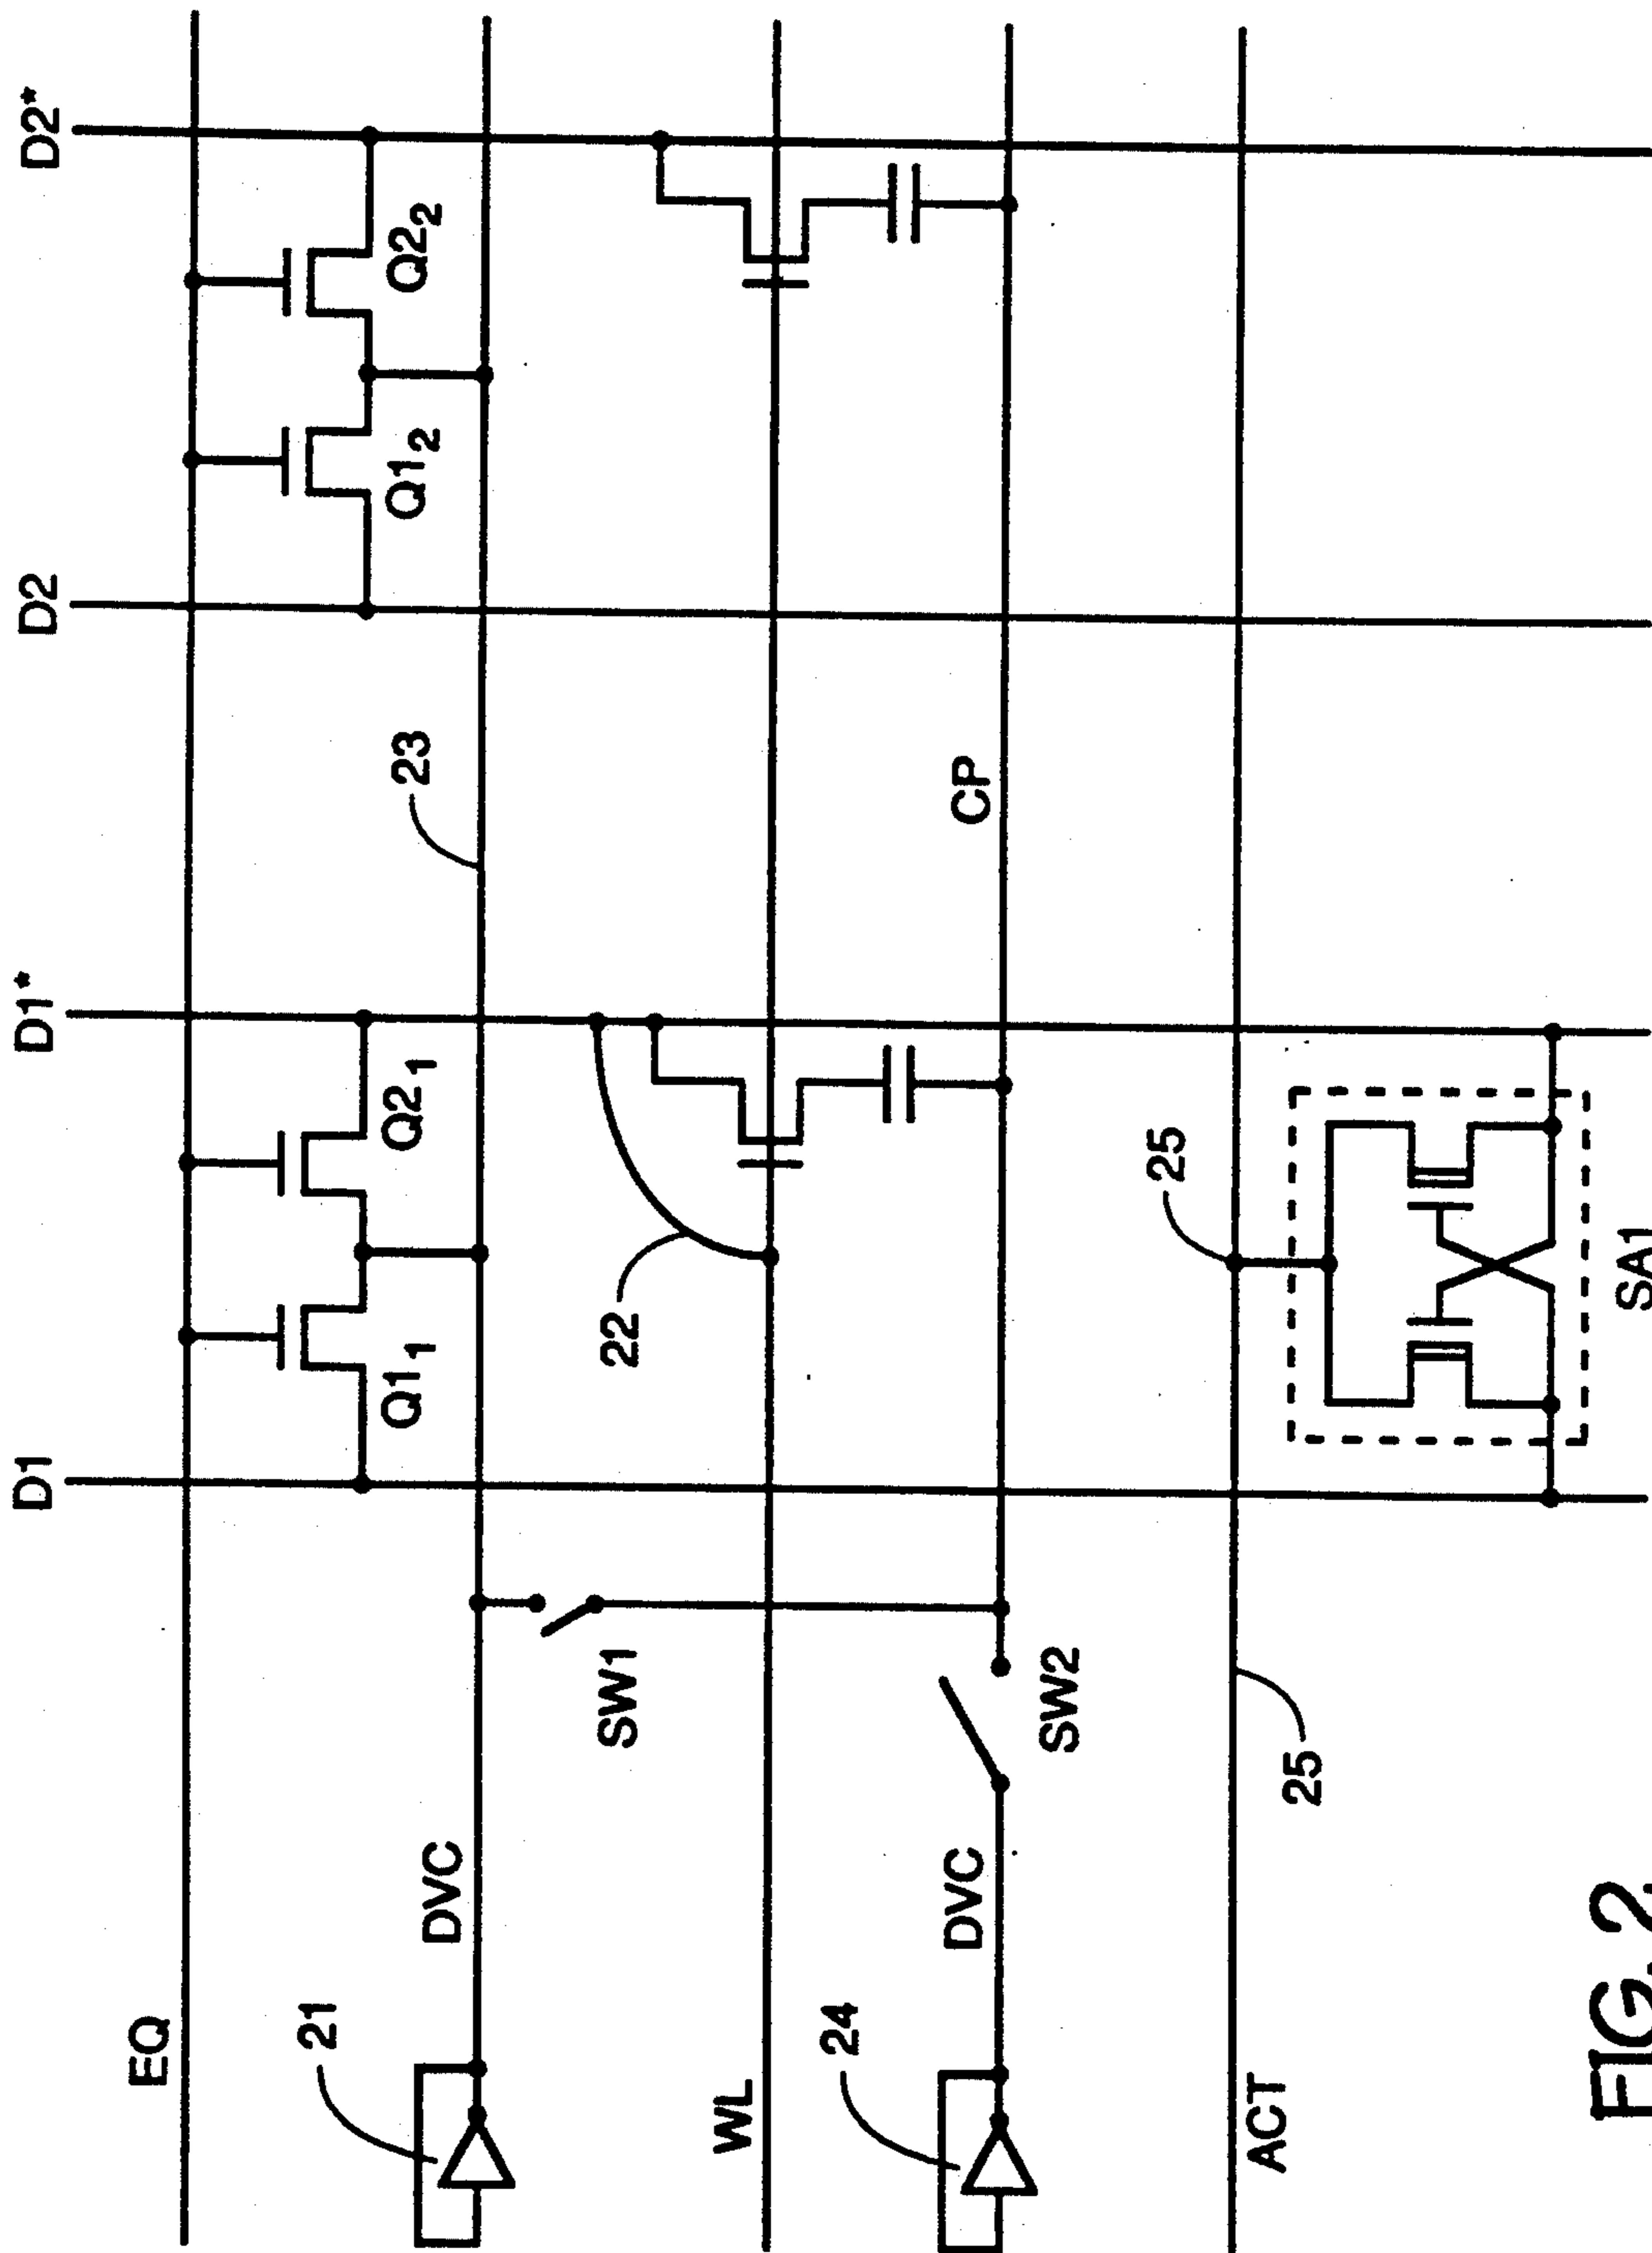 D1
D1*
D2
D2*
EQ
Q1₁
Q2₁
Q1₂
Q2₂
21
DVC
23
SW1
22
WL
24
DVC
SW2
CP
25
25
ACT
SA1
FIG. 2